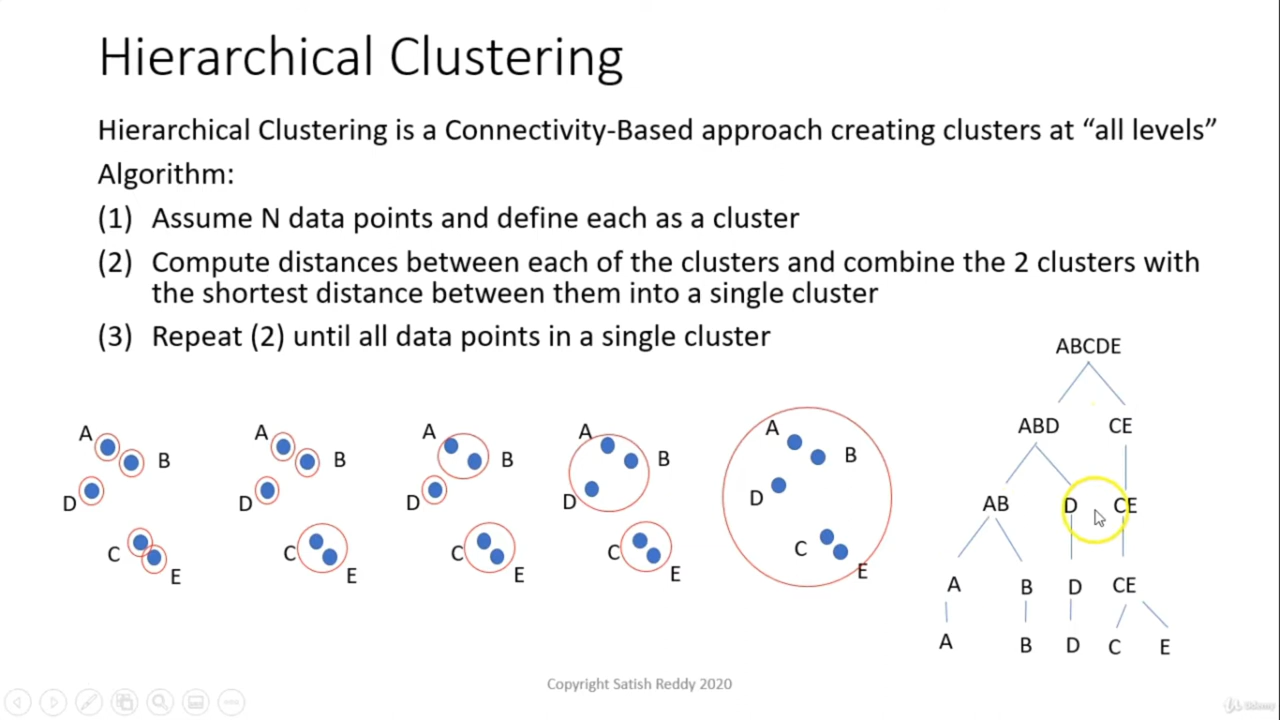 Hierarchical Clustering
Hierarchical Clustering is a Connectivity-Based approach creating clusters at “all levels”
Algorithm:
(1) Assume N data points and define each as a cluster
(2) Compute distances between each of the clusters and combine the 2 clusters with
the shortest distance between them into a single cluster
(3) Repeat (2) until all data points in a single cluster
A
B
D
C
E
A
B
D
C
E
A
B
D
C
E
A
B
D
C
E
A
B
D
C
E
ABCDE
ABD CE
AB D CE
A B D CE
A B D C E
Copyright Satish Reddy 2020
Udemy